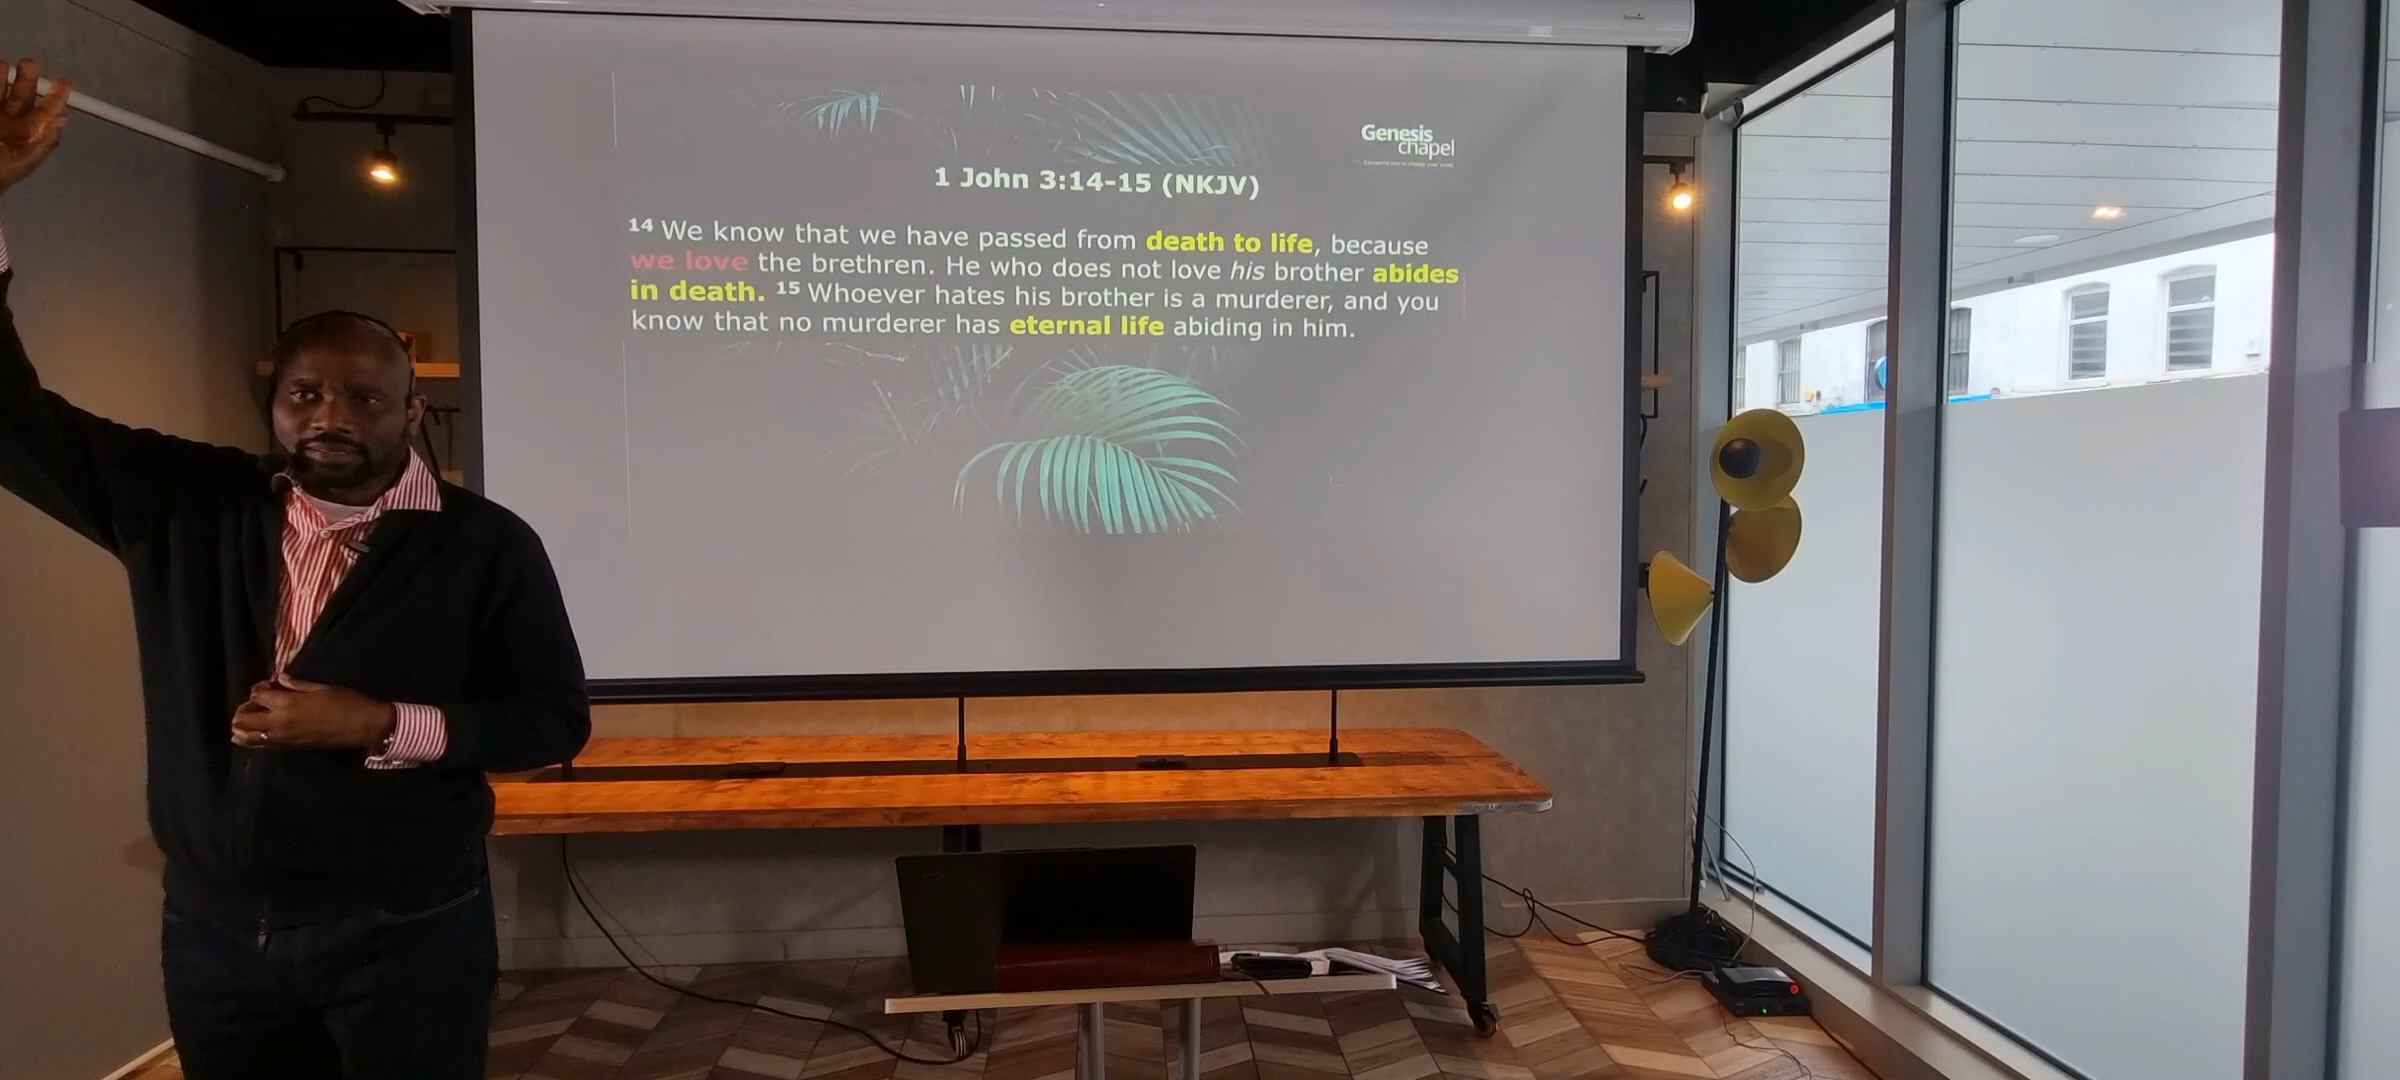 Genesis
chapel
1 John 3:14-15 (NKJV)
14 We know that we have passed from death to life, because
we love the brethren. He who does not love his brother abides
in death. 15 Whoever hates his brother is a murderer, and you
know that no murderer has eternal life abiding in him.